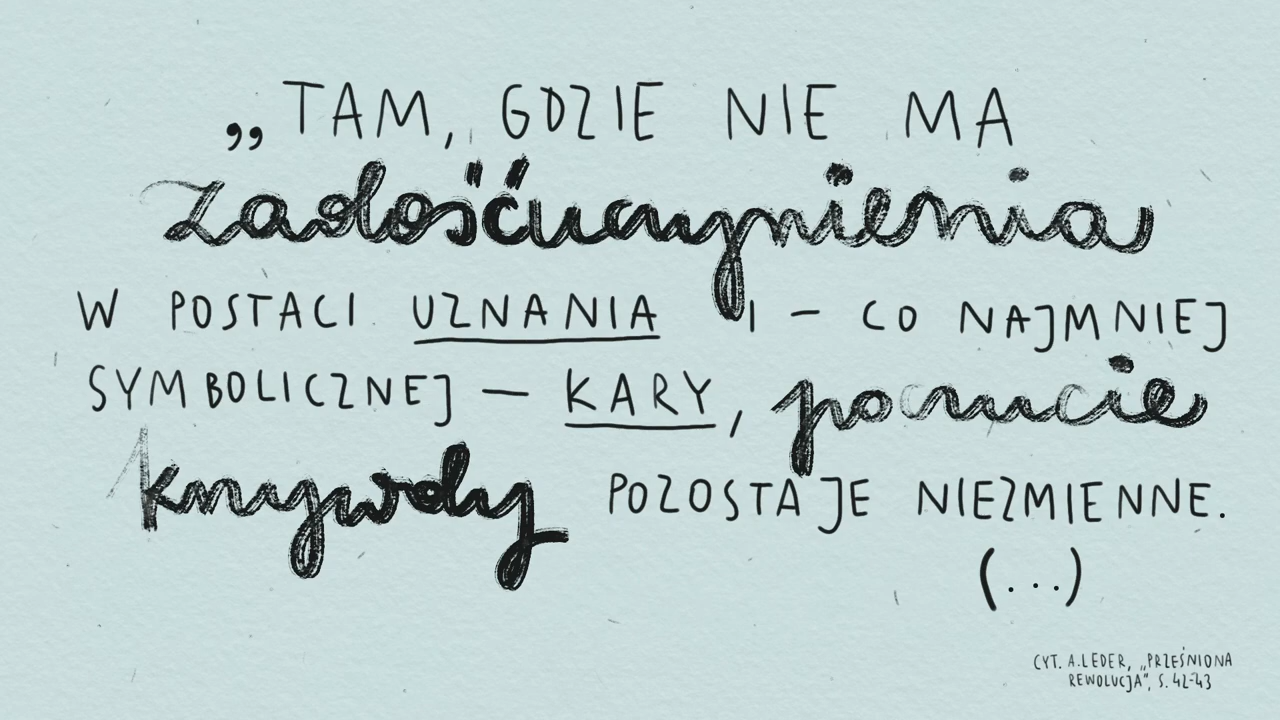 „TAM, GDZIE NIE MA
zadośćuczynienia
W POSTACI UZNANIA I – CO NAJMNIEJ
SYMBOLICZNEJ – KARY, poczucie
krzywdy POZOSTAJE NIEZMIENNE.
(...)
CYT. A.LEDER, „PRZEŚNIONA
REWOLUCJA”, S. 42-43